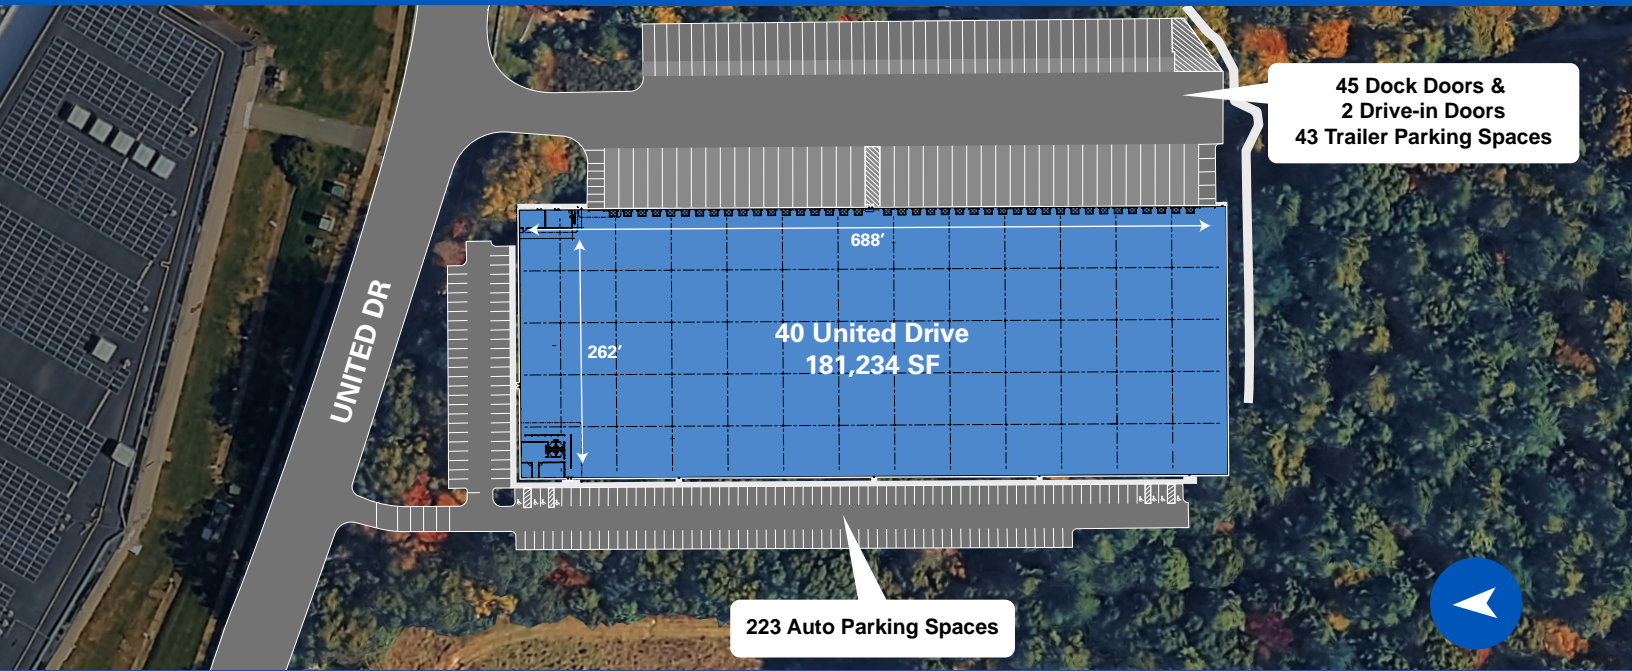 45 Dock Doors &
2 Drive-in Doors
43 Trailer Parking Spaces
688’
UNITED DR
262’
40 United Drive
181,234 SF
223 Auto Parking Spaces